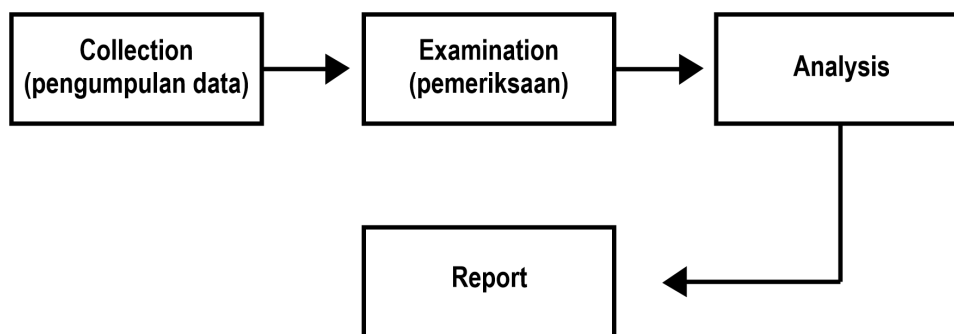 Collection
(pengumpulan data)
Examination
(pemeriksaan)
Analysis
Report